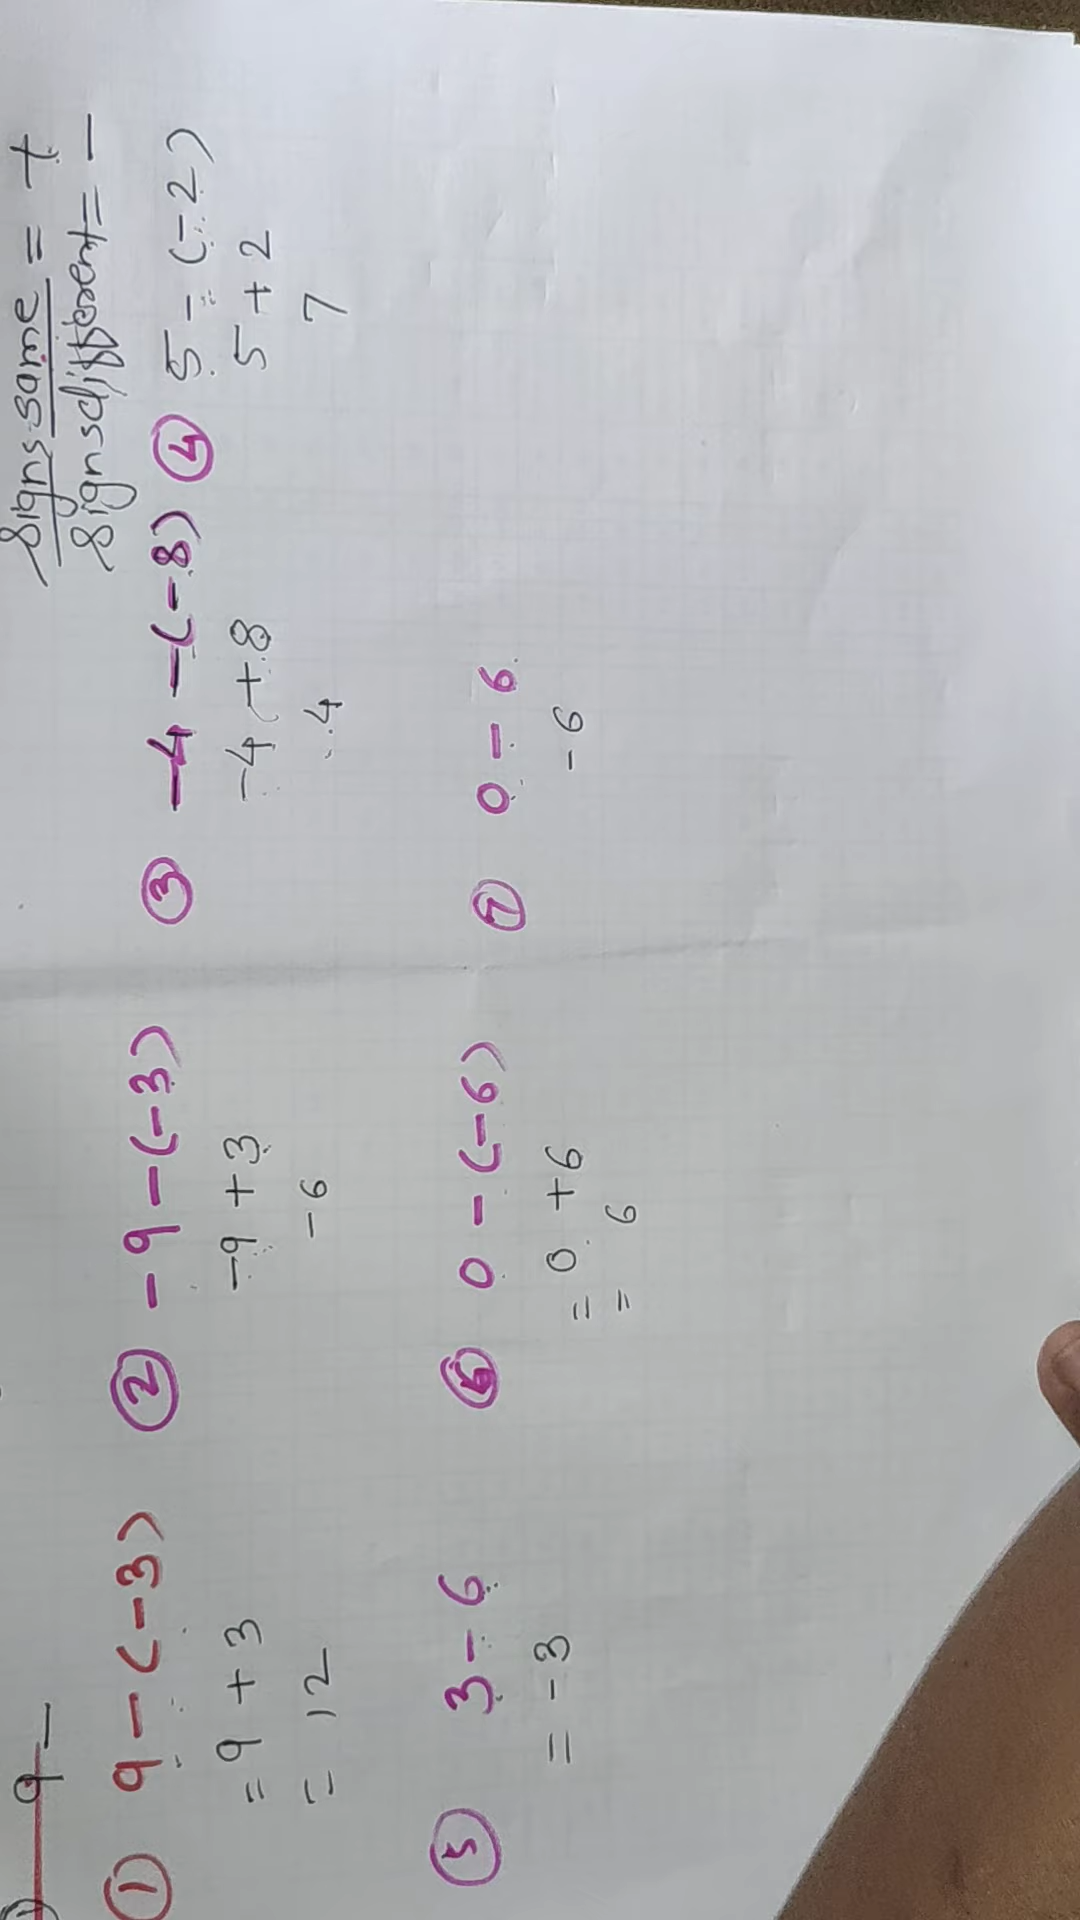 Signs same = +
Signs different = -
9 -
① 9 - (-3)
= 9 + 3
= 12
② -9 - (-3)
-9 + 3
-6
③ -4 - (-8)
-4 + 8
4
④ 5 - (-2)
5 + 2
7
⑤ 3 - 6
= -3
⑥ 0 - (-6)
= 0 + 6
= 6
⑦ 0 - 6
-6